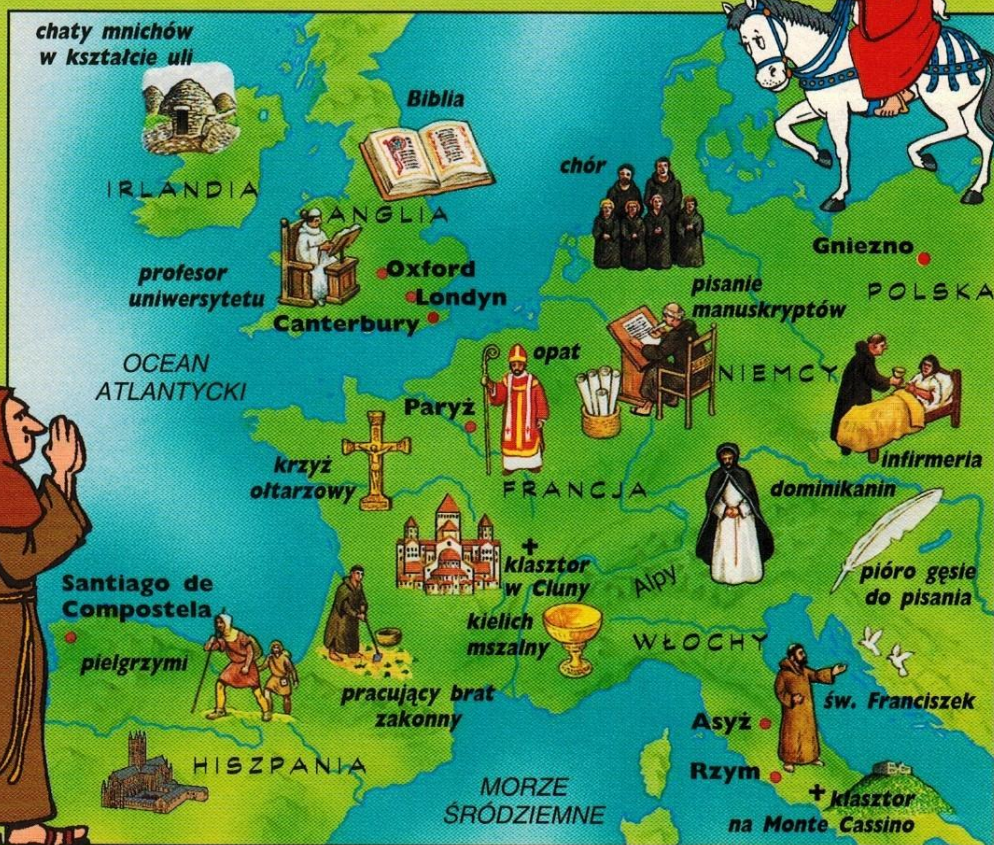 chaty mnichów
w kształcie uli
Biblia
IRLANDIA
ANGLIA
chór
profesor
uniwersytetu
Oxford
Londyn
Canterbury
Gniezno
POLSKA
pisanie
manuskryptów
OCEAN
ATLANTYCKI
opat
NIEMCY
Paryż
krzyż
ołtarzowy
infirmeria
FRANCJA
dominikanin
+
klasztor
w Cluny
Alpy
pióro gęsie
do pisania
Santiago de
Compostela
kielich
mszalny
WŁOCHY
pielgrzymi
pracujący brat
zakonny
św. Franciszek
Asyż
Rzym
HISZPANIA
MORZE
ŚRÓDZIEMNE
+ klasztor
na Monte Cassino